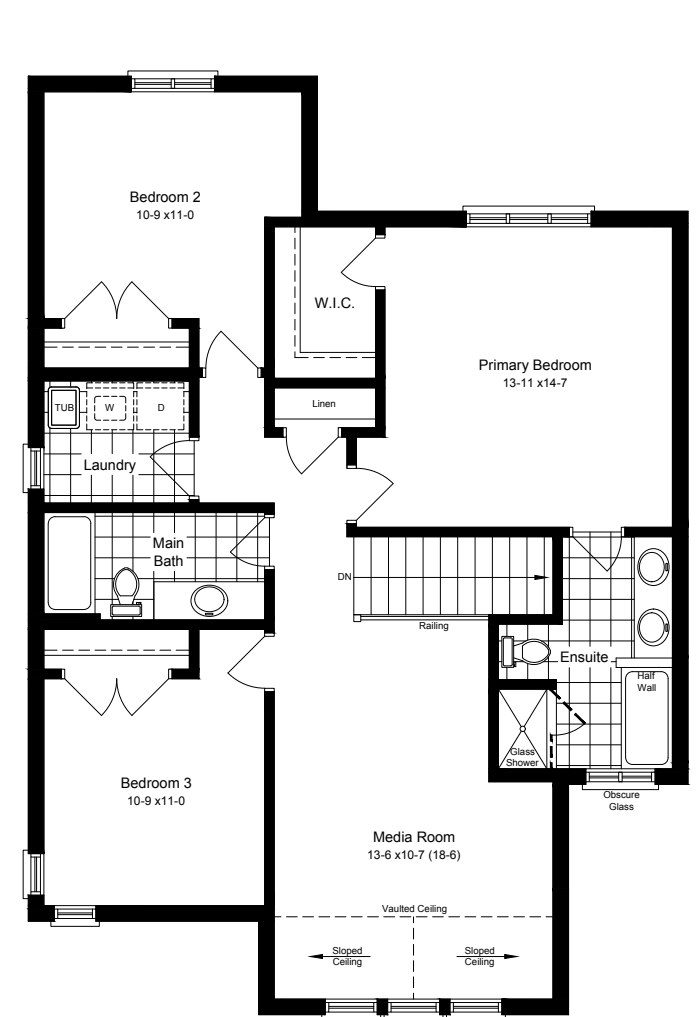 Bedroom 2
10-9 x11-0
W.I.C.
Primary Bedroom
13-11 x14-7
TUB
W
D
Linen
Laundry
Main
Bath
DN
Railing
Ensuite
Half
Wall
Glass
Shower
Obscure
Glass
Bedroom 3
10-9 x11-0
Media Room
13-6 x10-7 (18-6)
Vaulted Ceiling
Sloped
Ceiling
Sloped
Ceiling